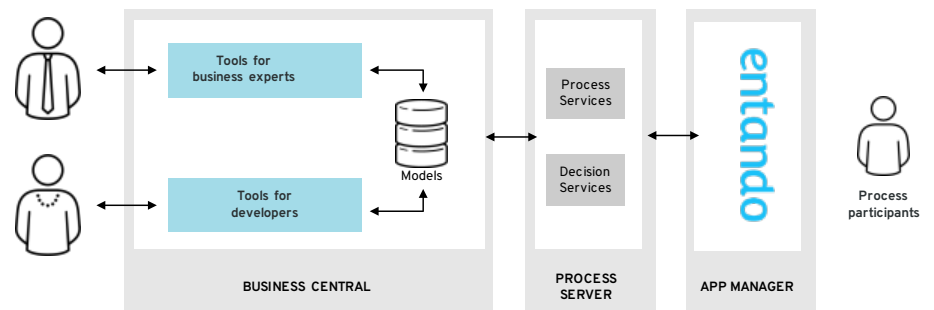 Tools for
business experts
Models
Tools for
developers
BUSINESS CENTRAL
Process
Services
Decision
Services
PROCESS
SERVER
entando
APP MANAGER
Process
participants